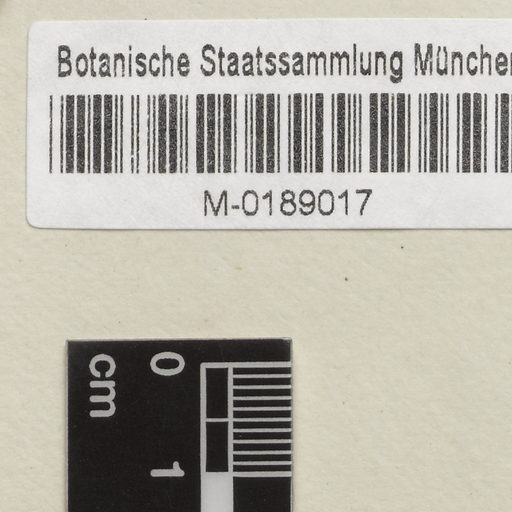 Botanische Staatssammlung München
M-0189017
cm
0
1